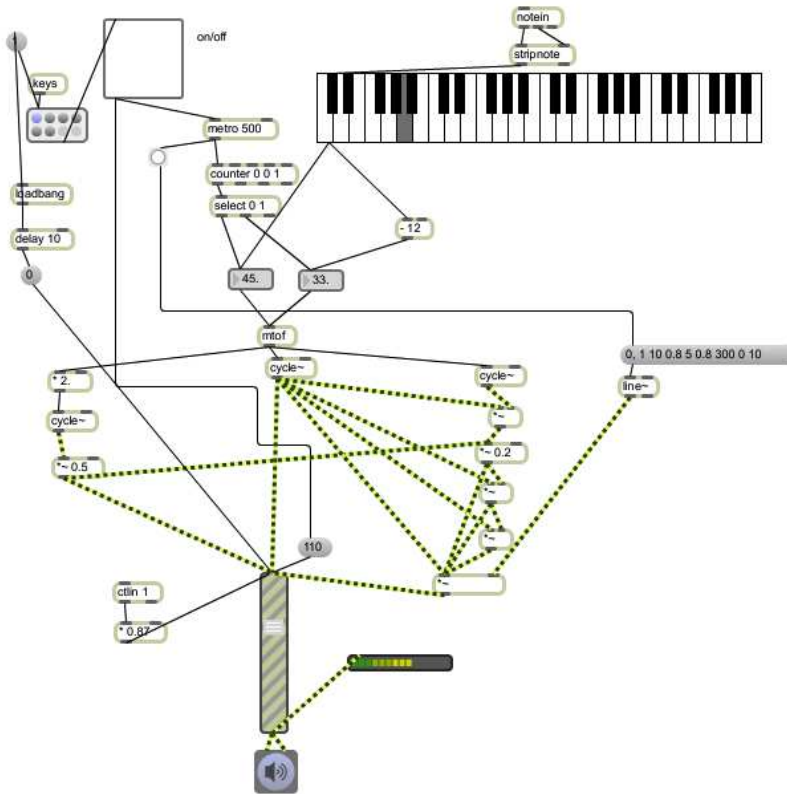 notein
on/off
stripnote
keys
metro 500
counter 0 0 1
loadbang
select 0 1
- 12
delay 10
0
45.
33.
mtof
0, 1 10 0.8 5 0.8 300 0 10
cycle~
* 2.
cycle~
line~
cycle~
*~
*~ 0.2
*~ 0.5
*~
*~
110
*~
ctlin 1
* 0.87